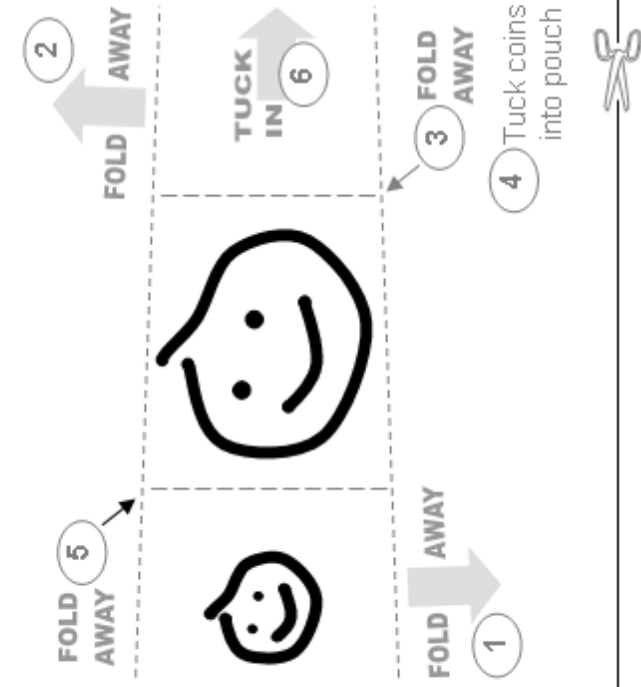 FOLD
AWAY
5
2
FOLD AWAY
TUCK
IN
6
FOLD AWAY
1
3
FOLD
AWAY
4
Tuck coins
into pouch